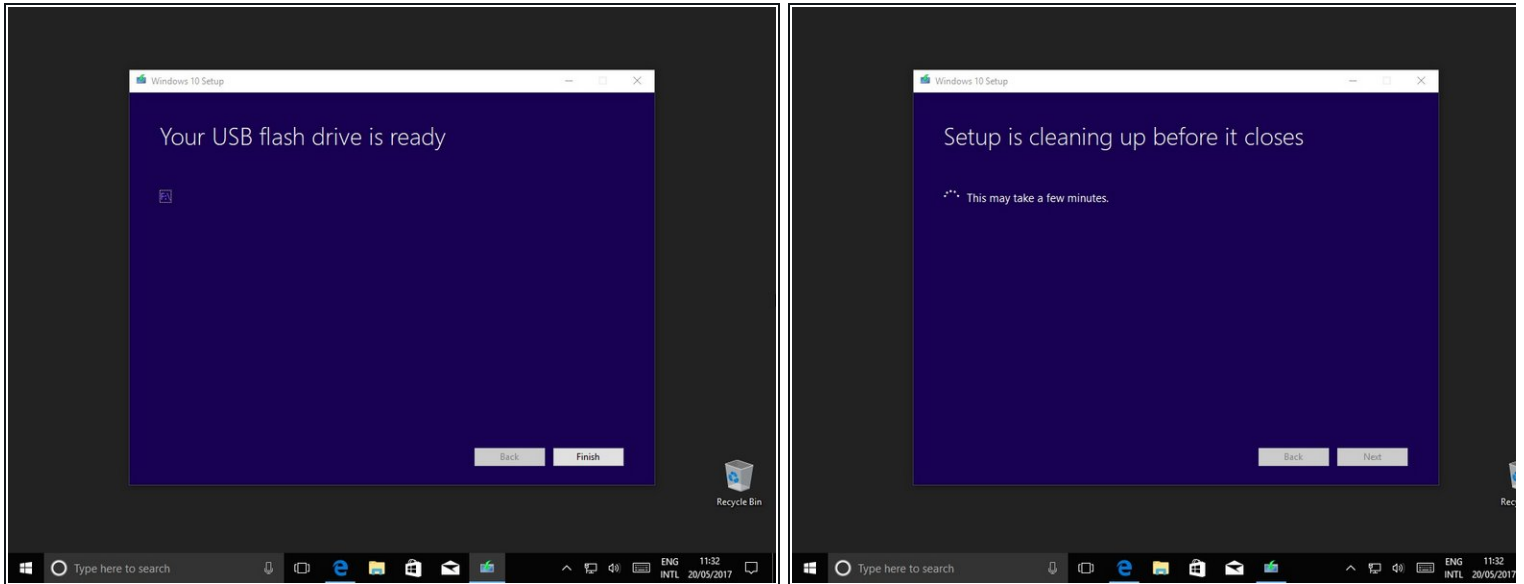 Windows 10 Setup
Your USB flash drive is ready
F:\
Back
Finish
Recycle Bin
Type here to search
ENG
INTL
11:32
20/05/2017
Windows 10 Setup
Setup is cleaning up before it closes
This may take a few minutes.
Back
Next
Type here to search
ENG
INTL
11:32
20/05/2017